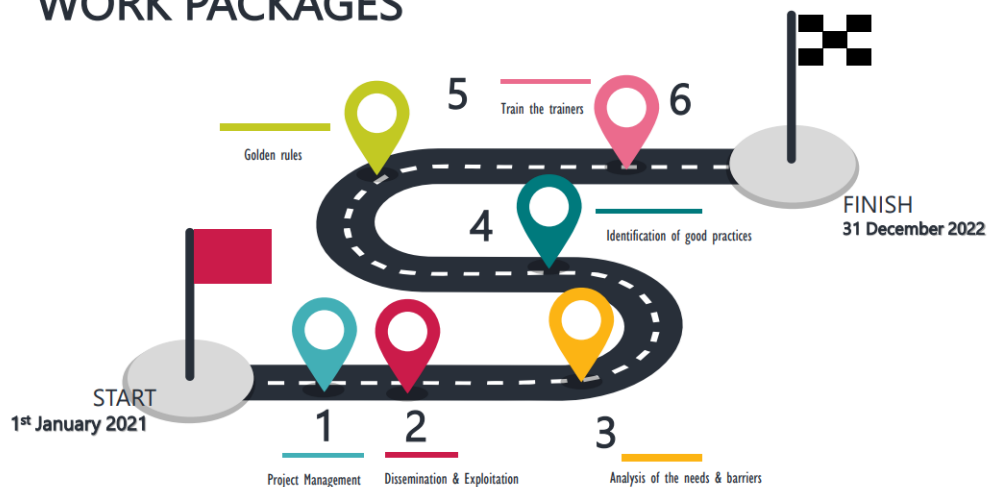 WORK PACKAGES
5
Train the trainers
6
Golden rules
FINISH
31 December 2022
4
Identification of good practices
START
1st January 2021
1
2
3
Project Management
Dissemination & Exploitation
Analysis of the needs & barriers